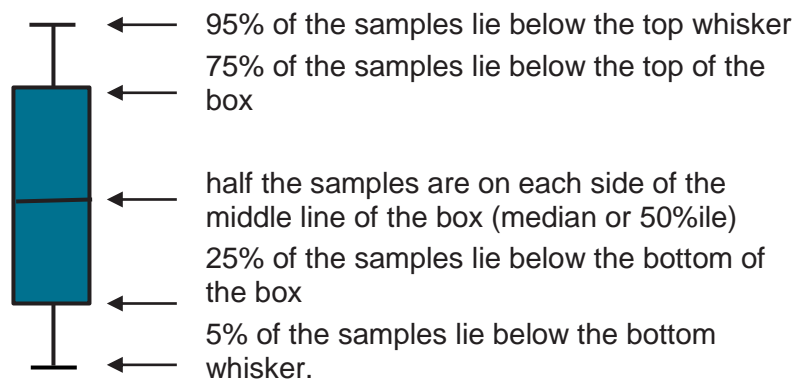 95% of the samples lie below the top whisker
75% of the samples lie below the top of the
box
half the samples are on each side of the
middle line of the box (median or 50%ile)
25% of the samples lie below the bottom of
the box
5% of the samples lie below the bottom
whisker.